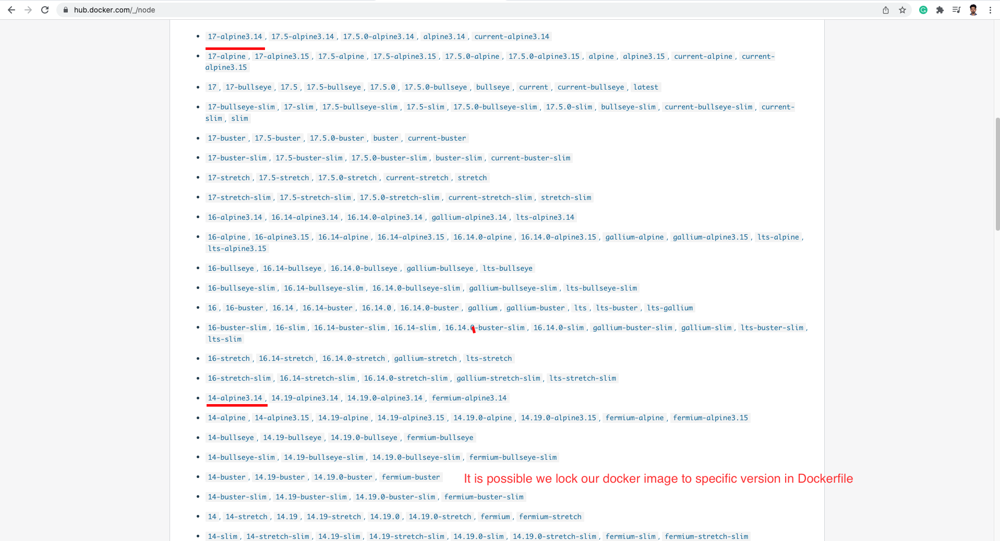 hub.docker.com/_/node
17-alpine3.14 , 17.5-alpine3.14 , 17.5.0-alpine3.14 , alpine3.14 , current-alpine3.14
17-alpine , 17-alpine3.15 , 17.5-alpine , 17.5-alpine3.15 , 17.5.0-alpine , 17.5.0-alpine3.15 , alpine , alpine3.15 , current-alpine , current-
alpine3.15
17 , 17-bullseye , 17.5 , 17.5-bullseye , 17.5.0 , 17.5.0-bullseye , bullseye , current , current-bullseye , latest
17-bullseye-slim , 17-slim , 17.5-bullseye-slim , 17.5-slim , 17.5.0-bullseye-slim , 17.5.0-slim , bullseye-slim , current-bullseye-slim , current-
slim , slim
17-buster , 17.5-buster , 17.5.0-buster , buster , current-buster
17-buster-slim , 17.5-buster-slim , 17.5.0-buster-slim , buster-slim , current-buster-slim
17-stretch , 17.5-stretch , 17.5.0-stretch , current-stretch , stretch
17-stretch-slim , 17.5-stretch-slim , 17.5.0-stretch-slim , current-stretch-slim , stretch-slim
16-alpine3.14 , 16.14-alpine3.14 , 16.14.0-alpine3.14 , gallium-alpine3.14 , lts-alpine3.14
16-alpine , 16-alpine3.15 , 16.14-alpine , 16.14-alpine3.15 , 16.14.0-alpine , 16.14.0-alpine3.15 , gallium-alpine , gallium-alpine3.15 , lts-alpine ,
lts-alpine3.15
16-bullseye , 16.14-bullseye , 16.14.0-bullseye , gallium-bullseye , lts-bullseye
16-bullseye-slim , 16.14-bullseye-slim , 16.14.0-bullseye-slim , gallium-bullseye-slim , lts-bullseye-slim
16 , 16-buster , 16.14 , 16.14-buster , 16.14.0 , 16.14.0-buster , gallium , gallium-buster , lts , lts-buster , lts-gallium
16-buster-slim , 16-slim , 16.14-buster-slim , 16.14-slim , 16.14.0-buster-slim , 16.14.0-slim , gallium-buster-slim , gallium-slim , lts-buster-slim ,
lts-slim
16-stretch , 16.14-stretch , 16.14.0-stretch , gallium-stretch , lts-stretch
16-stretch-slim , 16.14-stretch-slim , 16.14.0-stretch-slim , gallium-stretch-slim , lts-stretch-slim
14-alpine3.14 , 14.19-alpine3.14 , 14.19.0-alpine3.14 , fermium-alpine3.14
14-alpine , 14-alpine3.15 , 14.19-alpine , 14.19-alpine3.15 , 14.19.0-alpine , 14.19.0-alpine3.15 , fermium-alpine , fermium-alpine3.15
14-bullseye , 14.19-bullseye , 14.19.0-bullseye , fermium-bullseye
14-bullseye-slim , 14.19-bullseye-slim , 14.19.0-bullseye-slim , fermium-bullseye-slim
14-buster , 14.19-buster , 14.19.0-buster , fermium-buster
It is possible we lock our docker image to specific version in Dockerfile
14-buster-slim , 14.19-buster-slim , 14.19.0-buster-slim , fermium-buster-slim
14 , 14-stretch , 14.19 , 14.19-stretch , 14.19.0 , 14.19.0-stretch , fermium , fermium-stretch
14-slim , 14-stretch-slim , 14.19-slim , 14.19-stretch-slim , 14.19.0-slim , 14.19.0-stretch-slim , fermium-slim , fermium-stretch-slim